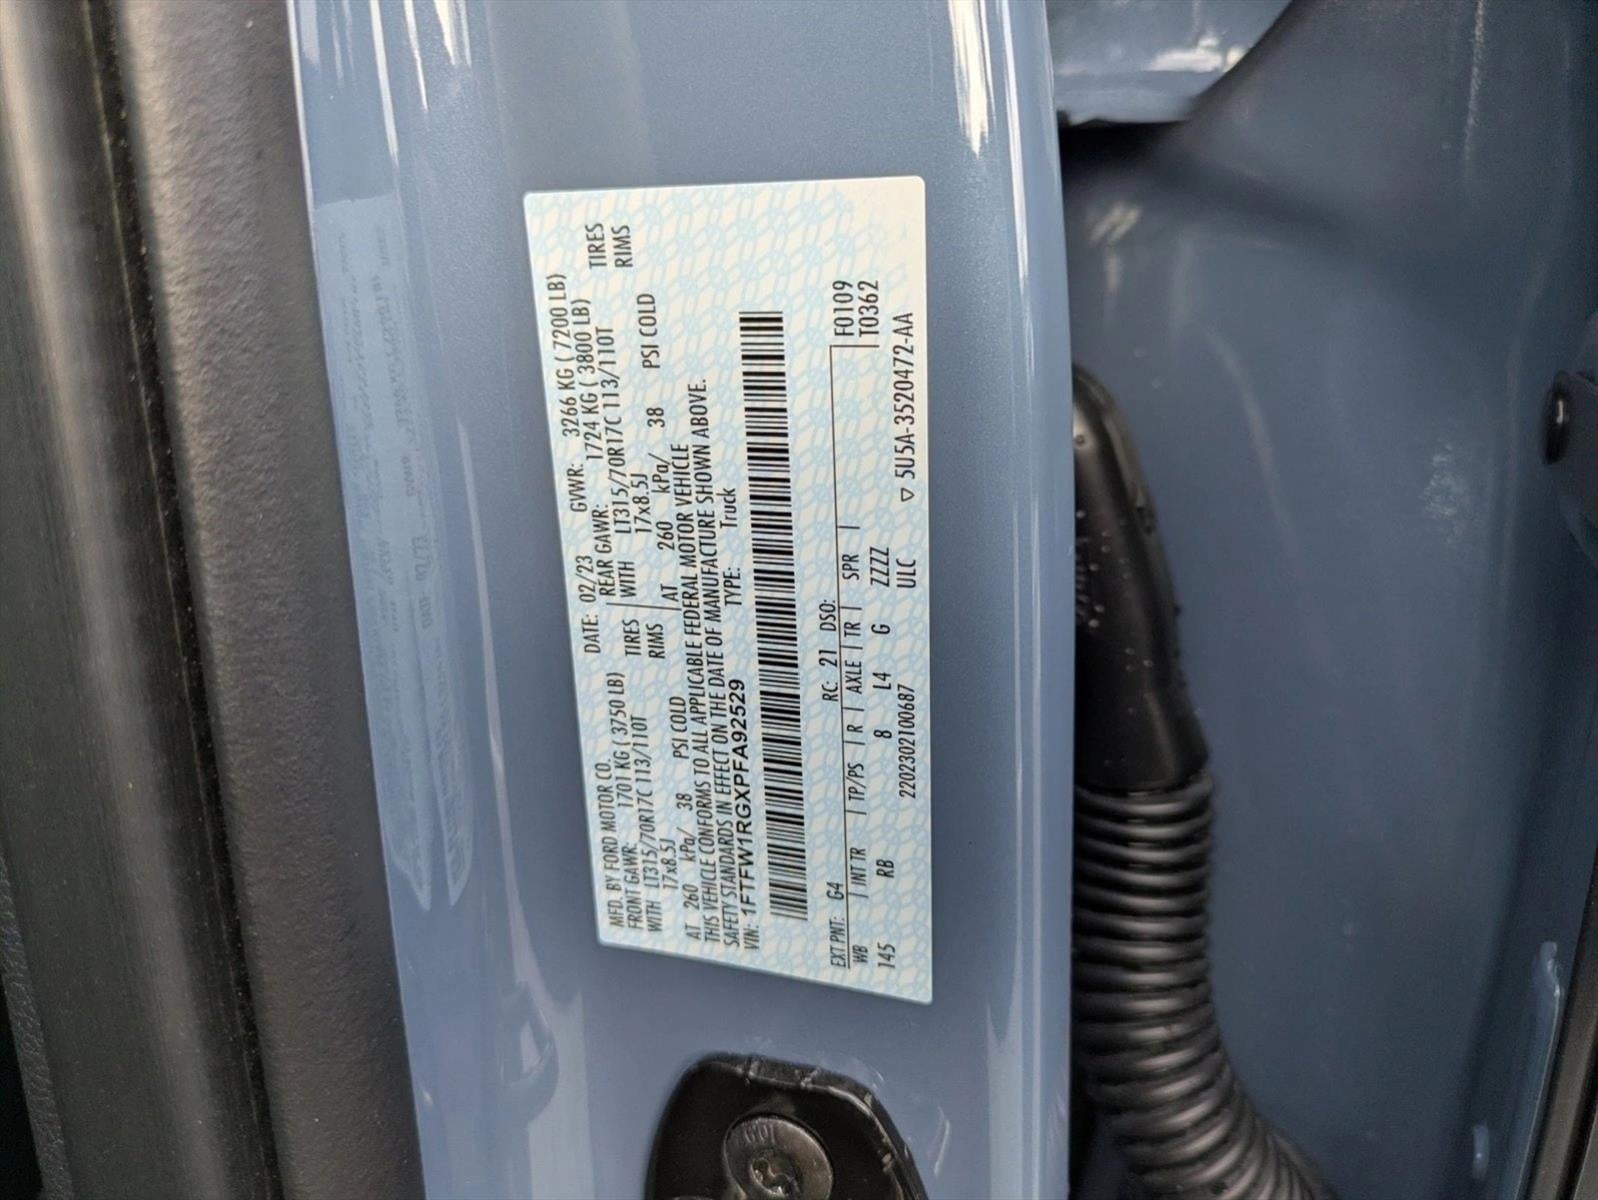 MFD. BY FORD MOTOR CO.
DATE: 02/23 GVWR: 3266 KG ( 7200 LB)
FRONT GAWR: 1701 KG ( 3750 LB) REAR GAWR: 1724 KG ( 3800 LB)
WITH LT315/70R17C 113/110T TIRES WITH LT315/70R17C 113/110T TIRES
17x8.5J RIMS 17x8.5J RIMS
AT 260 kPa/ 38 PSI COLD AT 260 kPa/ 38 PSI COLD
THIS VEHICLE CONFORMS TO ALL APPLICABLE FEDERAL MOTOR VEHICLE
SAFETY STANDARDS IN EFFECT ON THE DATE OF MANUFACTURE SHOWN ABOVE.
VIN: 1FTFW1RGXPFA92529 TYPE: Truck
EXT PNT: G4 RC: 21 DSO: F0109
WB INT TR TP/PS R AXLE TR SPR T0362
145 RB 8 L4 G ZZZZ
2202302100687 ULC ▽ 5U5A-3520472-AA